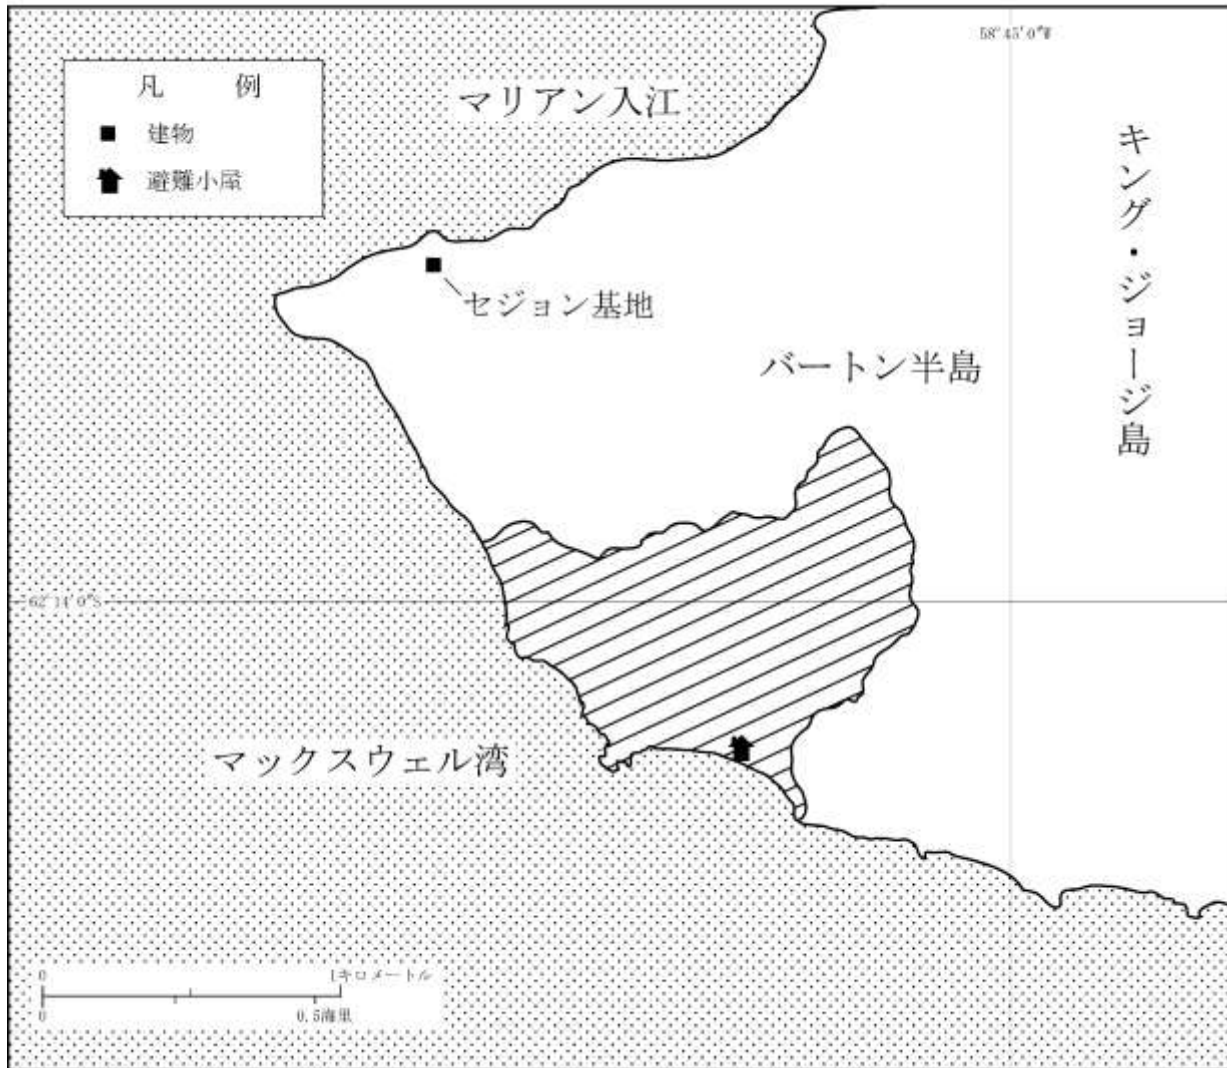 58°45'0"W
凡 例
建物
避難小屋
マリアン入江
キング・ジョージ島
セジョン基地
バートン半島
62°14'0"S
マックスウェル湾
0 1キロメートル
0 0.5海里